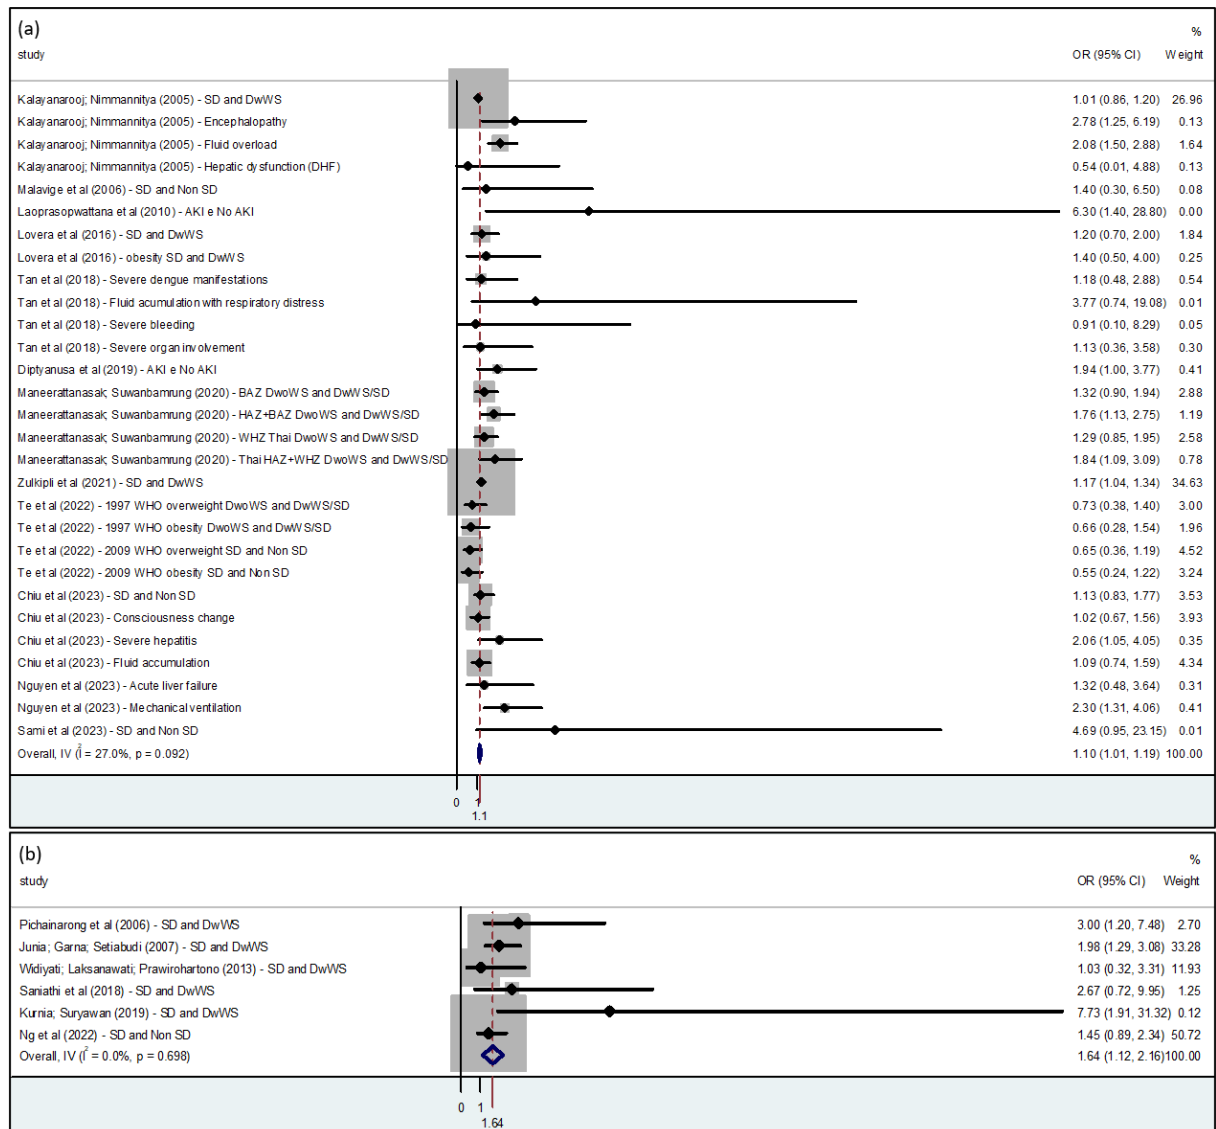 (a)
%
study OR (95% CI) Weight
Kalayanarooj; Nimmannitya (2005) - SD and DwWS 1.01 (0.86, 1.20) 26.96
Kalayanarooj; Nimmannitya (2005) - Encephalopathy 2.78 (1.25, 6.19) 0.13
Kalayanarooj; Nimmannitya (2005) - Fluid overload 2.08 (1.50, 2.88) 1.64
Kalayanarooj; Nimmannitya (2005) - Hepatic dysfunction (DHF) 0.54 (0.01, 4.88) 0.13
Malavige et al (2006) - SD and Non SD 1.40 (0.30, 6.50) 0.08
Laoprasopwattana et al (2010) - AKI e No AKI 6.30 (1.40, 28.80) 0.00
Lovera et al (2016) - SD and DwWS 1.20 (0.70, 2.00) 1.84
Lovera et al (2016) - obesity SD and DwWS 1.40 (0.50, 4.00) 0.25
Tan et al (2018) - Severe dengue manifestations 1.18 (0.48, 2.88) 0.54
Tan et al (2018) - Fluid acumulation with respiratory distress 3.77 (0.74, 19.08) 0.01
Tan et al (2018) - Severe bleeding 0.91 (0.10, 8.29) 0.05
Tan et al (2018) - Severe organ involvement 1.13 (0.36, 3.58) 0.30
Diptyanusa et al (2019) - AKI e No AKI 1.94 (1.00, 3.77) 0.41
Maneerattanasak; Suwanbamrung (2020) - BAZ DwoWS and DwWS/SD 1.32 (0.90, 1.94) 2.88
Maneerattanasak; Suwanbamrung (2020) - HAZ+BAZ DwoWS and DwWS/SD 1.76 (1.13, 2.75) 1.19
Maneerattanasak; Suwanbamrung (2020) - WHZ Thai DwoWS and DwWS/SD 1.29 (0.85, 1.95) 2.58
Maneerattanasak; Suwanbamrung (2020) - Thai HAZ+WHZ DwoWS and DwWS/SD 1.84 (1.09, 3.09) 0.78
Zulkipli et al (2021) - SD and DwWS 1.17 (1.04, 1.34) 34.63
Te et al (2022) - 1997 WHO overweight DwoWS and DwWS/SD 0.73 (0.38, 1.40) 3.00
Te et al (2022) - 1997 WHO obesity DwoWS and DwWS/SD 0.66 (0.28, 1.54) 1.96
Te et al (2022) - 2009 WHO overweight SD and Non SD 0.65 (0.36, 1.19) 4.52
Te et al (2022) - 2009 WHO obesity SD and Non SD 0.55 (0.24, 1.22) 3.24
Chiu et al (2023) - SD and Non SD 1.13 (0.83, 1.77) 3.53
Chiu et al (2023) - Consciousness change 1.02 (0.67, 1.56) 3.93
Chiu et al (2023) - Severe hepatitis 2.06 (1.05, 4.05) 0.35
Chiu et al (2023) - Fluid accumulation 1.09 (0.74, 1.59) 4.34
Nguyen et al (2023) - Acute liver failure 1.32 (0.48, 3.64) 0.31
Nguyen et al (2023) - Mechanical ventilation 2.30 (1.31, 4.06) 0.41
Sami et al (2023) - SD and Non SD 4.69 (0.95, 23.15) 0.01
Overall, IV (I² = 27.0%, p = 0.092) 1.10 (1.01, 1.19) 100.00
0 1
1.1
(b)
%
study OR (95% CI) Weight
Pichainarong et al (2006) - SD and DwWS 3.00 (1.20, 7.48) 2.70
Junia; Garna; Setiabudi (2007) - SD and DwWS 1.98 (1.29, 3.08) 33.28
Widiyati; Laksanawati; Prawirohartono (2013) - SD and DwWS 1.03 (0.32, 3.31) 11.93
Saniathi et al (2018) - SD and DwWS 2.67 (0.72, 9.95) 1.25
Kurnia; Suryawan (2019) - SD and DwWS 7.73 (1.91, 31.32) 0.12
Ng et al (2022) - SD and Non SD 1.45 (0.89, 2.34) 50.72
Overall, IV (I² = 0.0%, p = 0.698) 1.64 (1.12, 2.16) 100.00
0 1
1.64